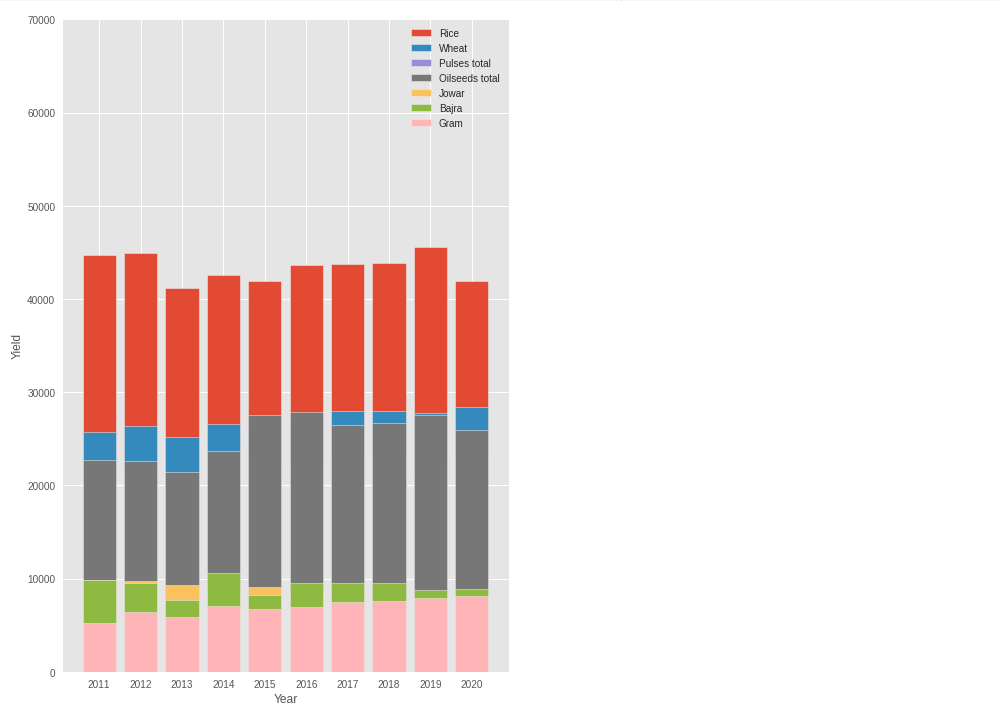 70000
60000
50000
40000
30000
20000
10000
0
Yield
Rice
Wheat
Pulses total
Oilseeds total
Jowar
Bajra
Gram
2011 2012 2013 2014 2015 2016 2017 2018 2019 2020
Year